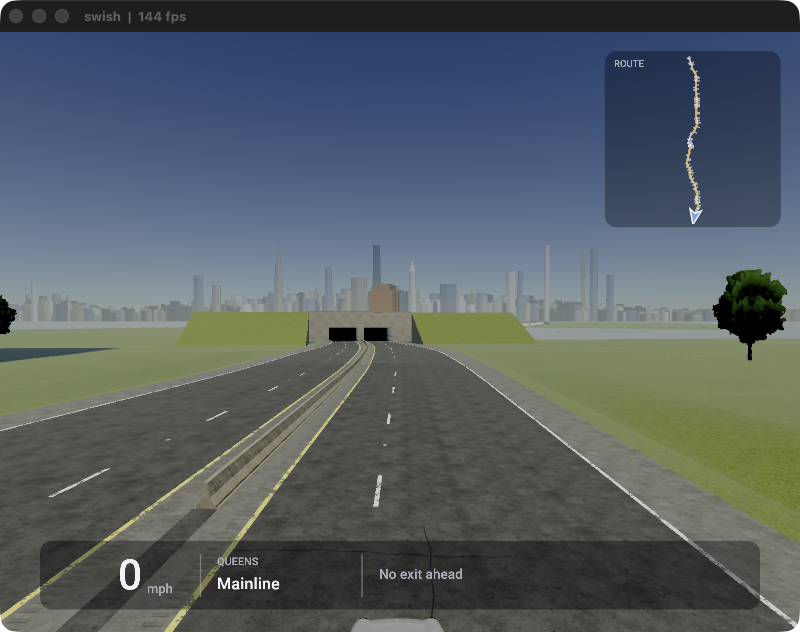 swish | 144 fps
ROUTE
0 mph
QUEENS
Mainline
No exit ahead